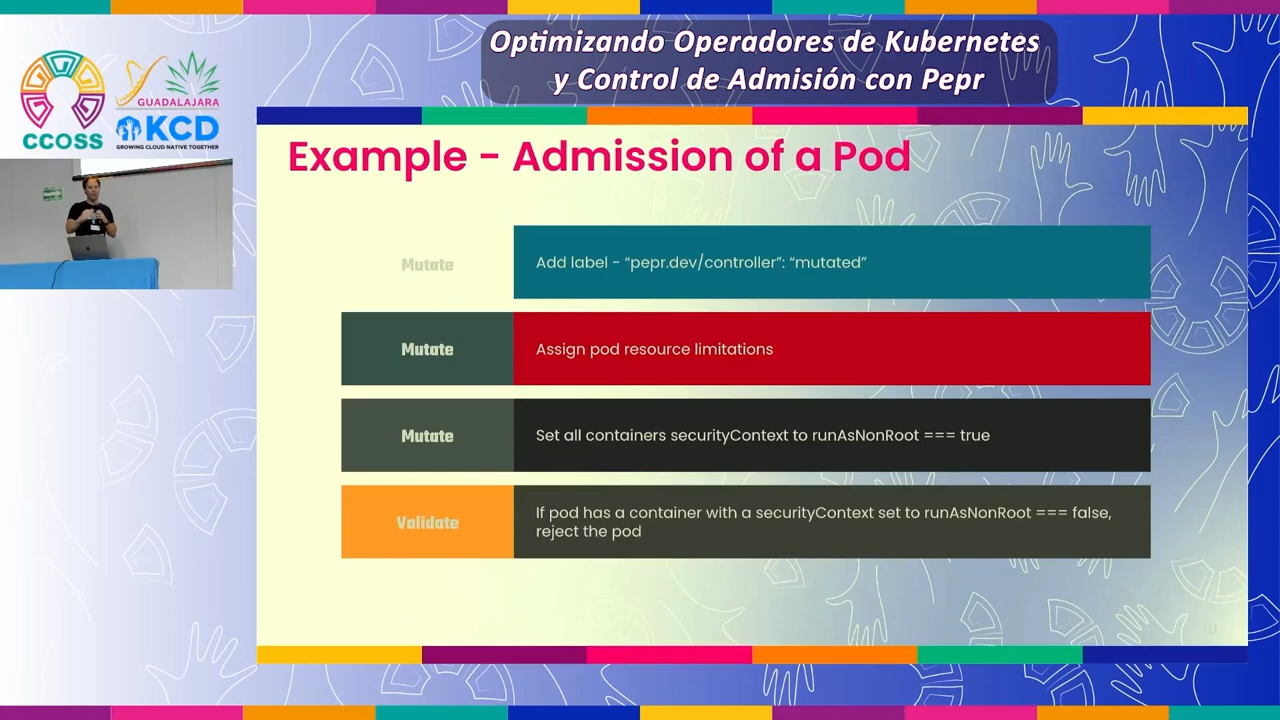 Optimizando Operadores de Kubernetes
y Control de Admisión con Pepr
GUADALAJARA
CCOSS
KCD
GROWING CLOUD NATIVE TOGETHER
Example - Admission of a Pod
Mutate
Add label - “pepr.dev/controller”: “mutated”
Mutate
Assign pod resource limitations
Mutate
Set all containers securityContext to runAsNonRoot === true
Validate
If pod has a container with a securityContext set to runAsNonRoot === false,
reject the pod
10